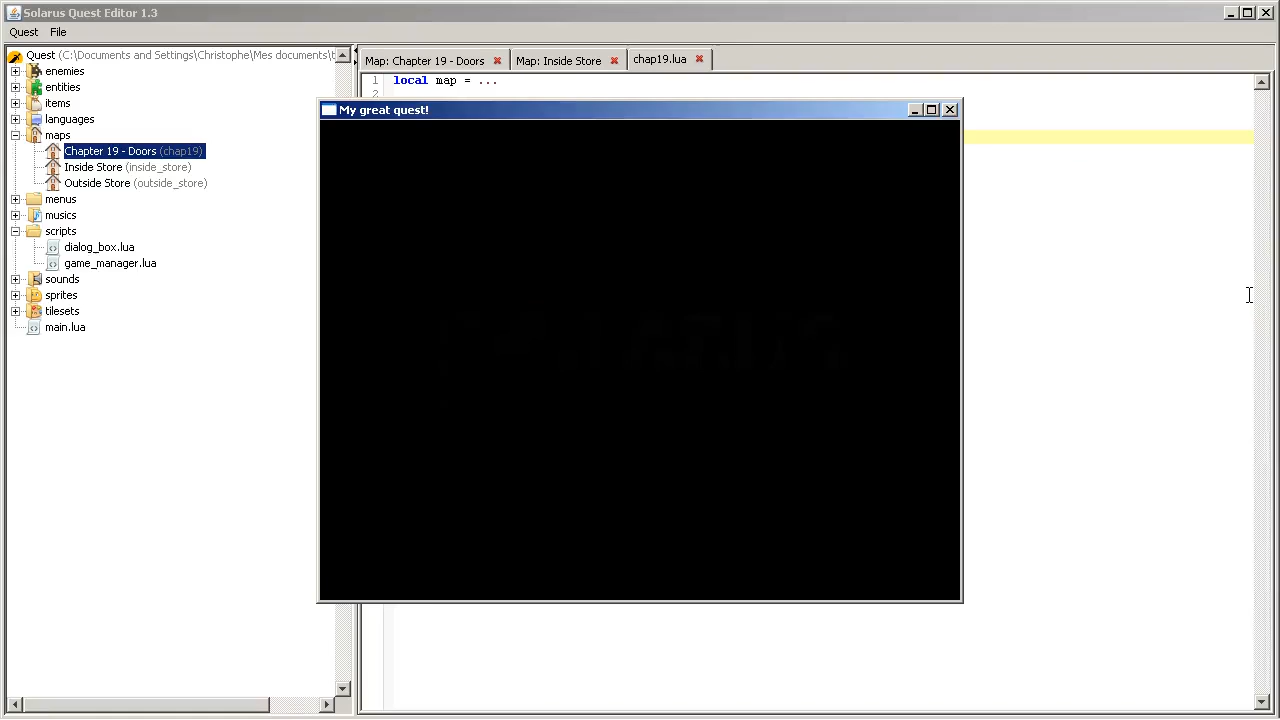 Solarus Quest Editor 1.3
Quest File
Quest (C:\Documents and Settings\Christophe\Mes documents\t
enemies
entities
items
languages
maps
Chapter 19 - Doors (chap19)
Inside Store (inside_store)
Outside Store (outside_store)
menus
musics
scripts
dialog_box.lua
game_manager.lua
sounds
sprites
tilesets
main.lua
Map: Chapter 19 - Doors Map: Inside Store chap19.lua
1 local map = ...
2
My great quest!